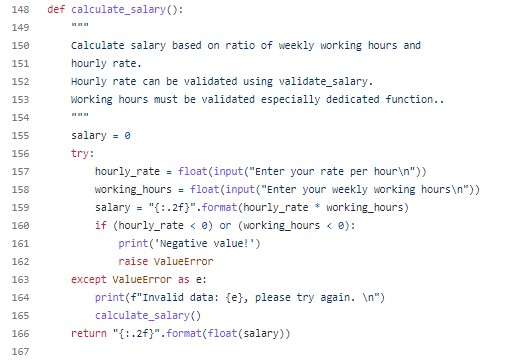 148 def calculate_salary():
149     """
150     Calculate salary based on ratio of weekly working hours and
151     hourly rate.
152     Hourly rate can be validated using validate_salary.
153     Working hours must be validated especially dedicated function..
154     """
155     salary = 0
156     try:
157         hourly_rate = float(input("Enter your rate per hour\n"))
158         working_hours = float(input("Enter your weekly working hours\n"))
159         salary = "{:.2f}".format(hourly_rate * working_hours)
160         if (hourly_rate < 0) or (working_hours < 0):
161             print('Negative value!')
162             raise ValueError
163     except ValueError as e:
164         print(f"Invalid data: {e}, please try again. \n")
165         calculate_salary()
166     return "{:.2f}".format(float(salary))
167